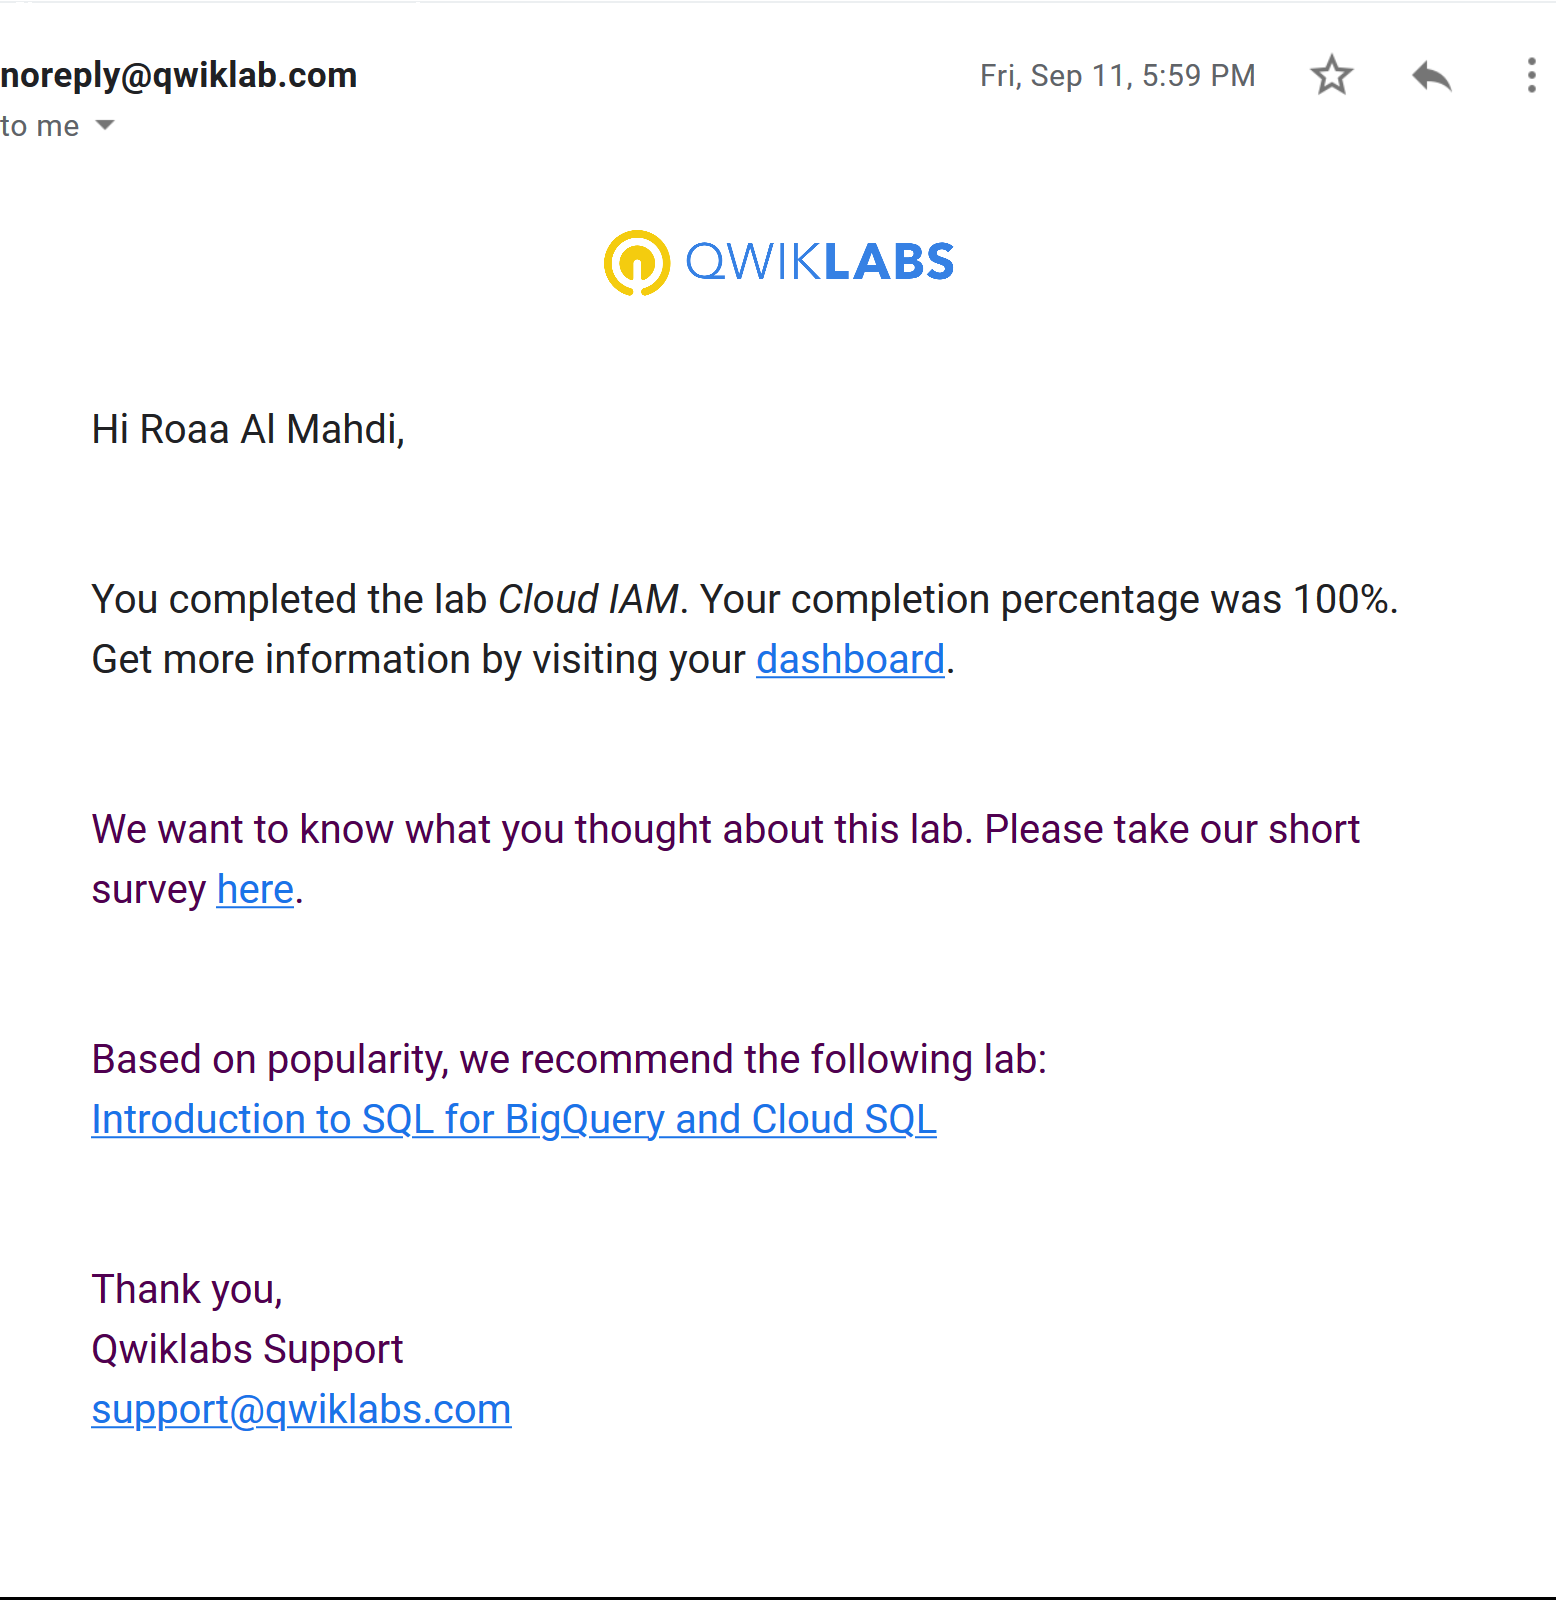 noreply@qwiklab.com
Fri, Sep 11, 5:59 PM
to me
QWIKLABS
Hi Roaa Al Mahdi,
You completed the lab Cloud IAM. Your completion percentage was 100%.
Get more information by visiting your dashboard.
We want to know what you thought about this lab. Please take our short
survey here.
Based on popularity, we recommend the following lab:
Introduction to SQL for BigQuery and Cloud SQL
Thank you,
Qwiklabs Support
support@qwiklabs.com